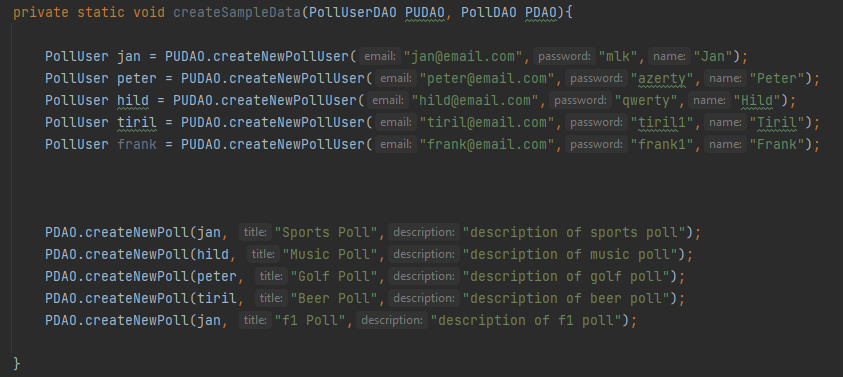 private static void createSampleData(PollUserDAO PUDAO, PollDAO PDAO){
PollUser jan = PUDAO.createNewPollUser( email: "jan@email.com", password: "mlk", name: "Jan");
PollUser peter = PUDAO.createNewPollUser( email: "peter@email.com", password: "azerty", name: "Peter");
PollUser hild = PUDAO.createNewPollUser( email: "hild@email.com", password: "qwerty", name: "Hild");
PollUser tiril = PUDAO.createNewPollUser( email: "tiril@email.com", password: "tiril1", name: "Tiril");
PollUser frank = PUDAO.createNewPollUser( email: "frank@email.com", password: "frank1", name: "Frank");
PDAO.createNewPoll(jan, title: "Sports Poll", description: "description of sports poll");
PDAO.createNewPoll(hild, title: "Music Poll", description: "description of music poll");
PDAO.createNewPoll(peter, title: "Golf Poll", description: "description of golf poll");
PDAO.createNewPoll(tiril, title: "Beer Poll", description: "description of beer poll");
PDAO.createNewPoll(jan, title: "f1 Poll", description: "description of f1 poll");
}